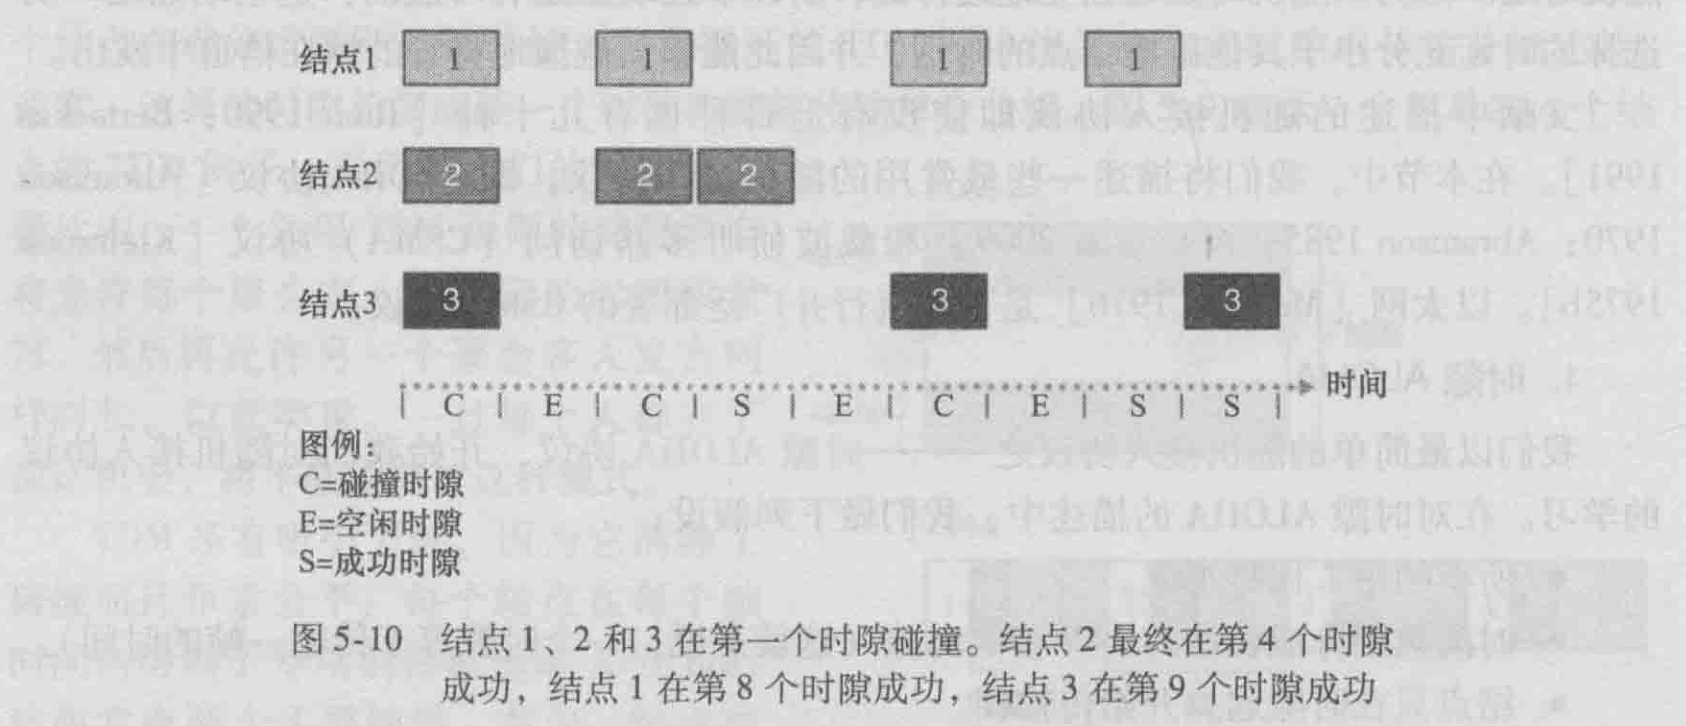 结点1 1 1 1 1
结点2 2 2 2
结点3 3 3 3
时间
C E C S E C E S S
图例：
C=碰撞时隙
E=空闲时隙
S=成功时隙
图 5-10 结点 1、2 和 3 在第一个时隙碰撞。结点 2 最终在第 4 个时隙
成功，结点 1 在第 8 个时隙成功，结点 3 在第 9 个时隙成功